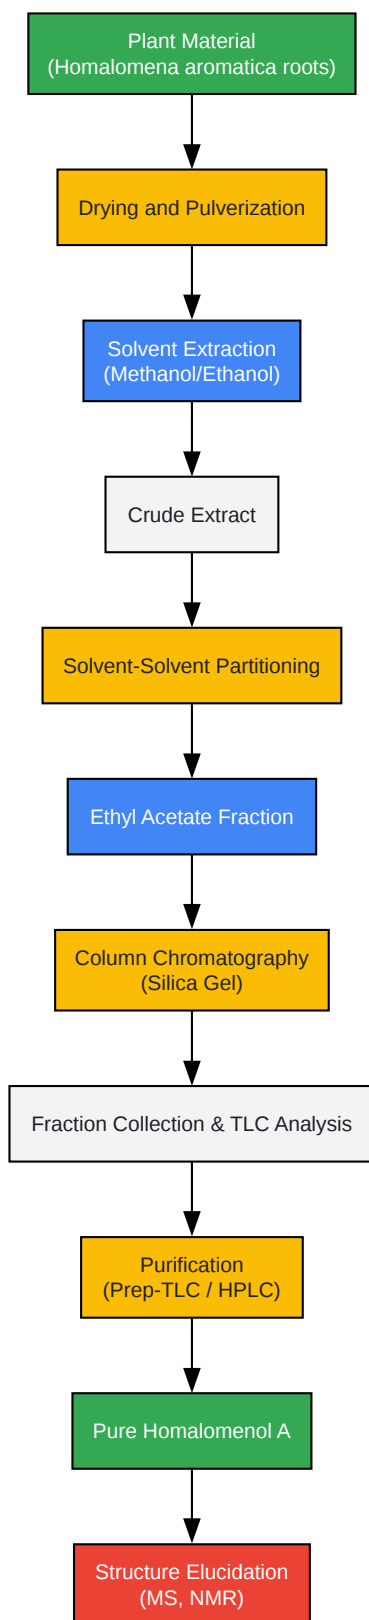 Plant Material
(Homalomena aromatica roots)
Drying and Pulverization
Solvent Extraction
(Methanol/Ethanol)
Crude Extract
Solvent-Solvent Partitioning
Ethyl Acetate Fraction
Column Chromatography
(Silica Gel)
Fraction Collection & TLC Analysis
Purification
(Prep-TLC / HPLC)
Pure Homalomenol A
Structure Elucidation
(MS, NMR)